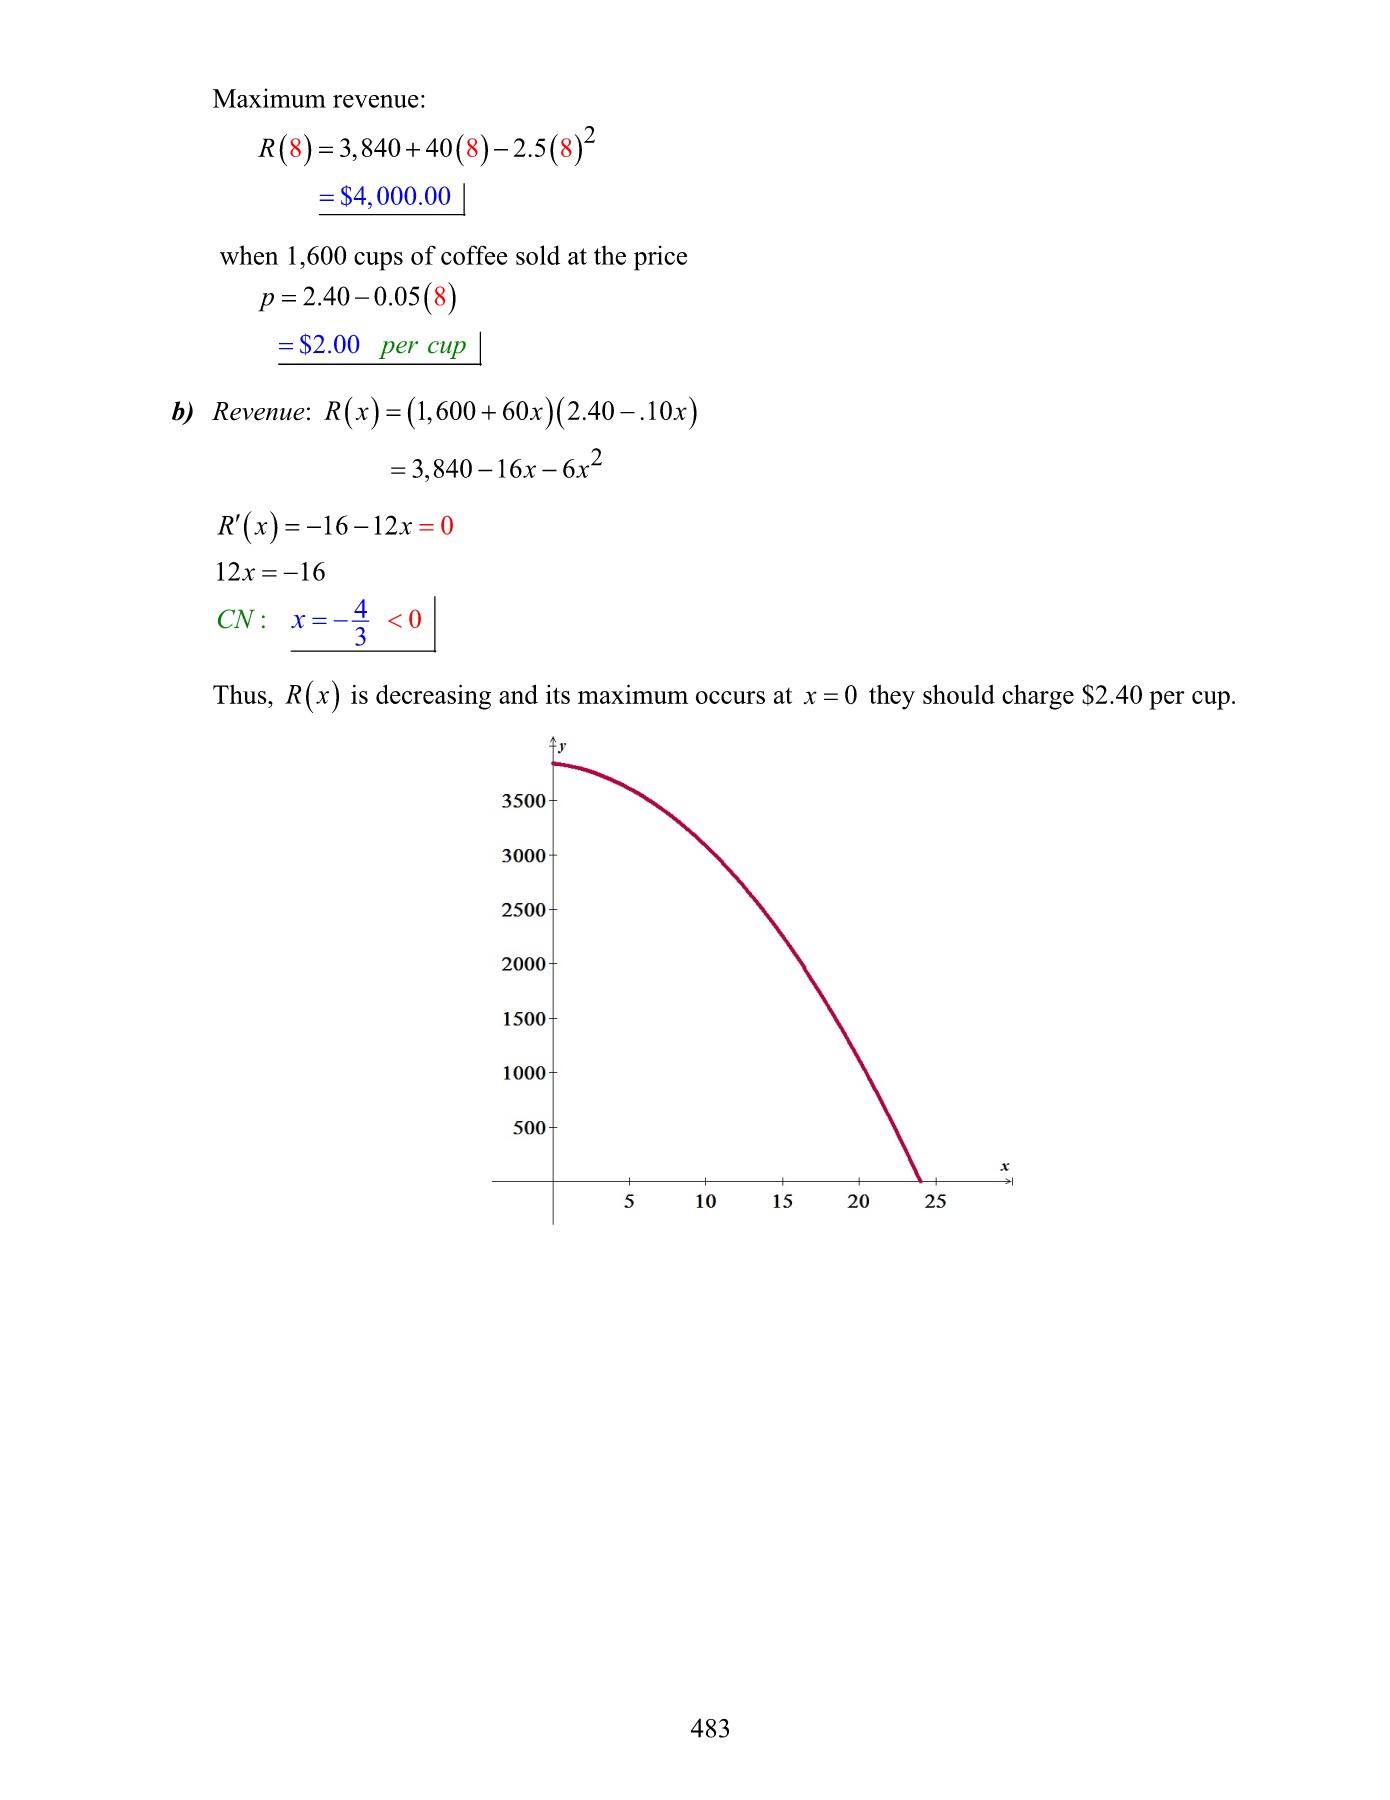 Maximum revenue:
R(8) = 3,840 + 40(8) − 2.5(8)²
= $4,000.00
when 1,600 cups of coffee sold at the price
p = 2.40 − 0.05(8)
= $2.00 per cup
b) Revenue: R(x) = (1,600 + 60x)(2.40 − .10x)
= 3,840 − 16x − 6x²
R′(x) = −16 − 12x = 0
12x = −16
CN : x = −4/3 < 0
Thus, R(x) is decreasing and its maximum occurs at x = 0 they should charge $2.40 per cup.
y
3500
3000
2500
2000
1500
1000
500
x
5 10 15 20 25
483